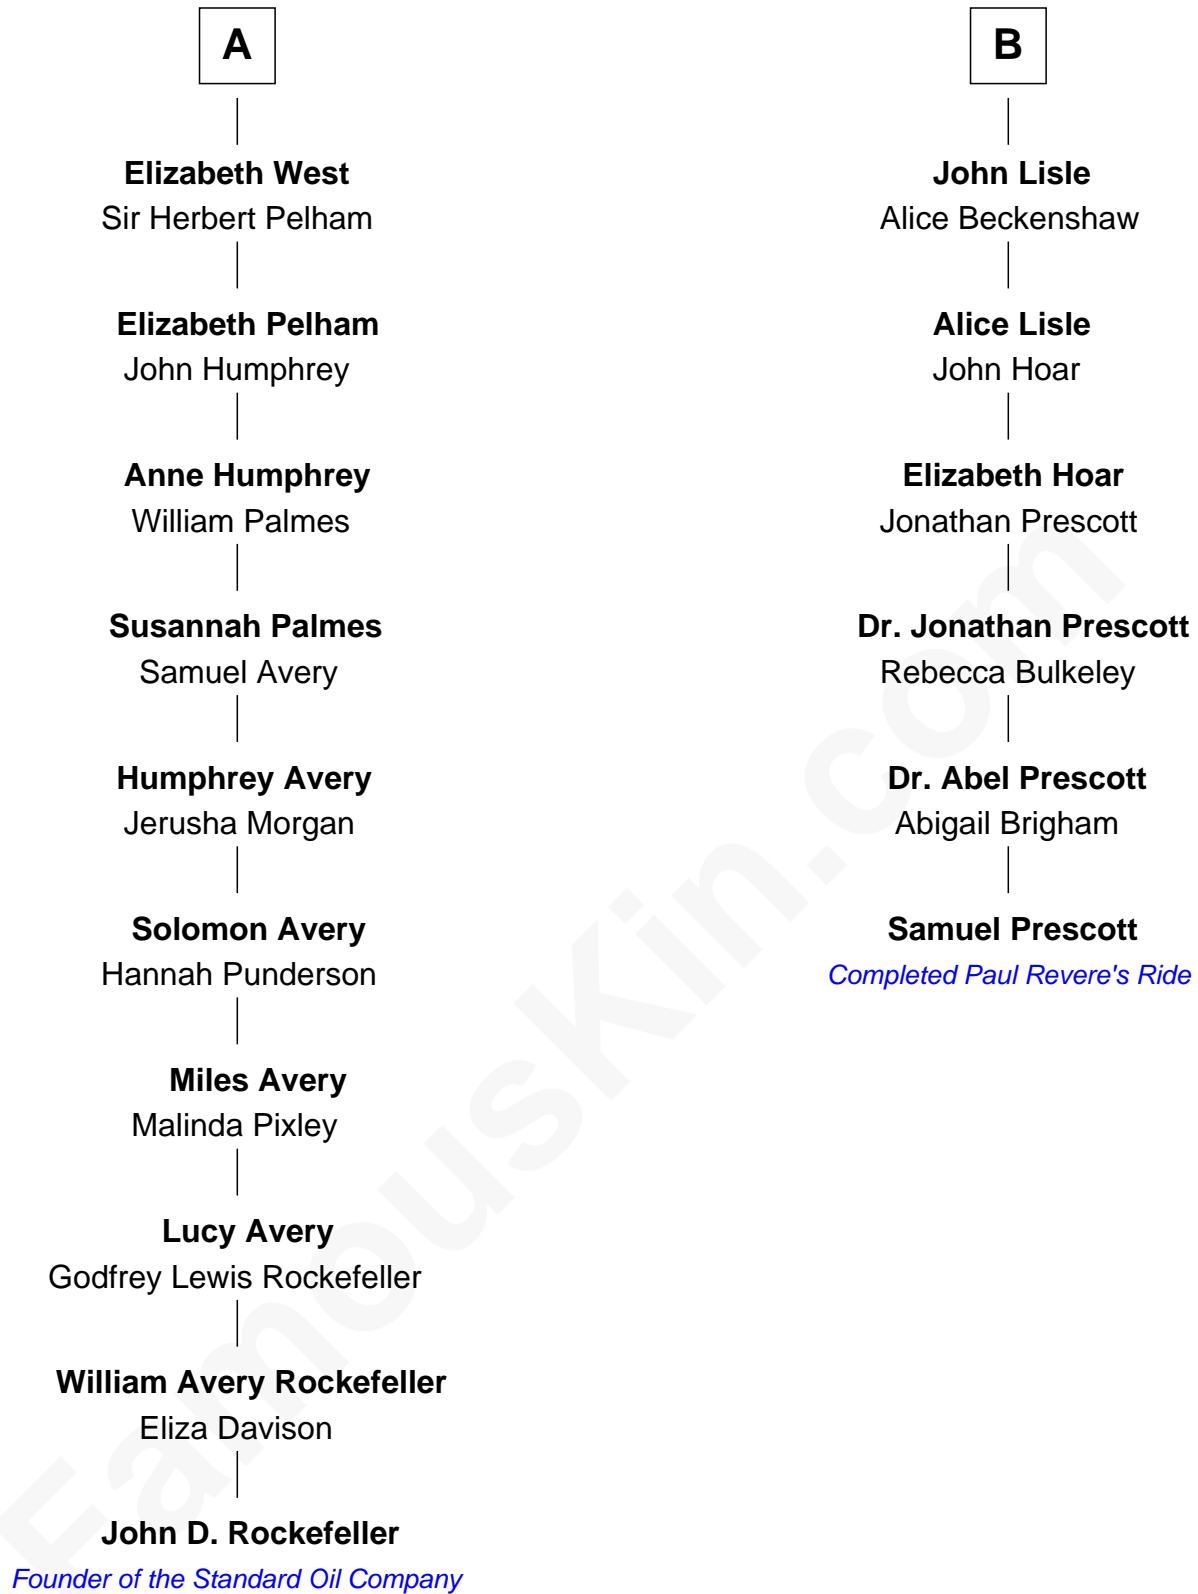 A
Elizabeth West
Sir Herbert Pelham
Elizabeth Pelham
John Humphrey
Anne Humphrey
William Palmes
Susannah Palmes
Samuel Avery
Humphrey Avery
Jerusha Morgan
Solomon Avery
Hannah Punderson
Miles Avery
Malinda Pixley
Lucy Avery
Godfrey Lewis Rockefeller
William Avery Rockefeller
Eliza Davison
John D. Rockefeller
Founder of the Standard Oil Company
B
John Lisle
Alice Beckenshaw
Alice Lisle
John Hoar
Elizabeth Hoar
Jonathan Prescott
Dr. Jonathan Prescott
Rebecca Bulkeley
Dr. Abel Prescott
Abigail Brigham
Samuel Prescott
Completed Paul Revere's Ride
FamousKin.com